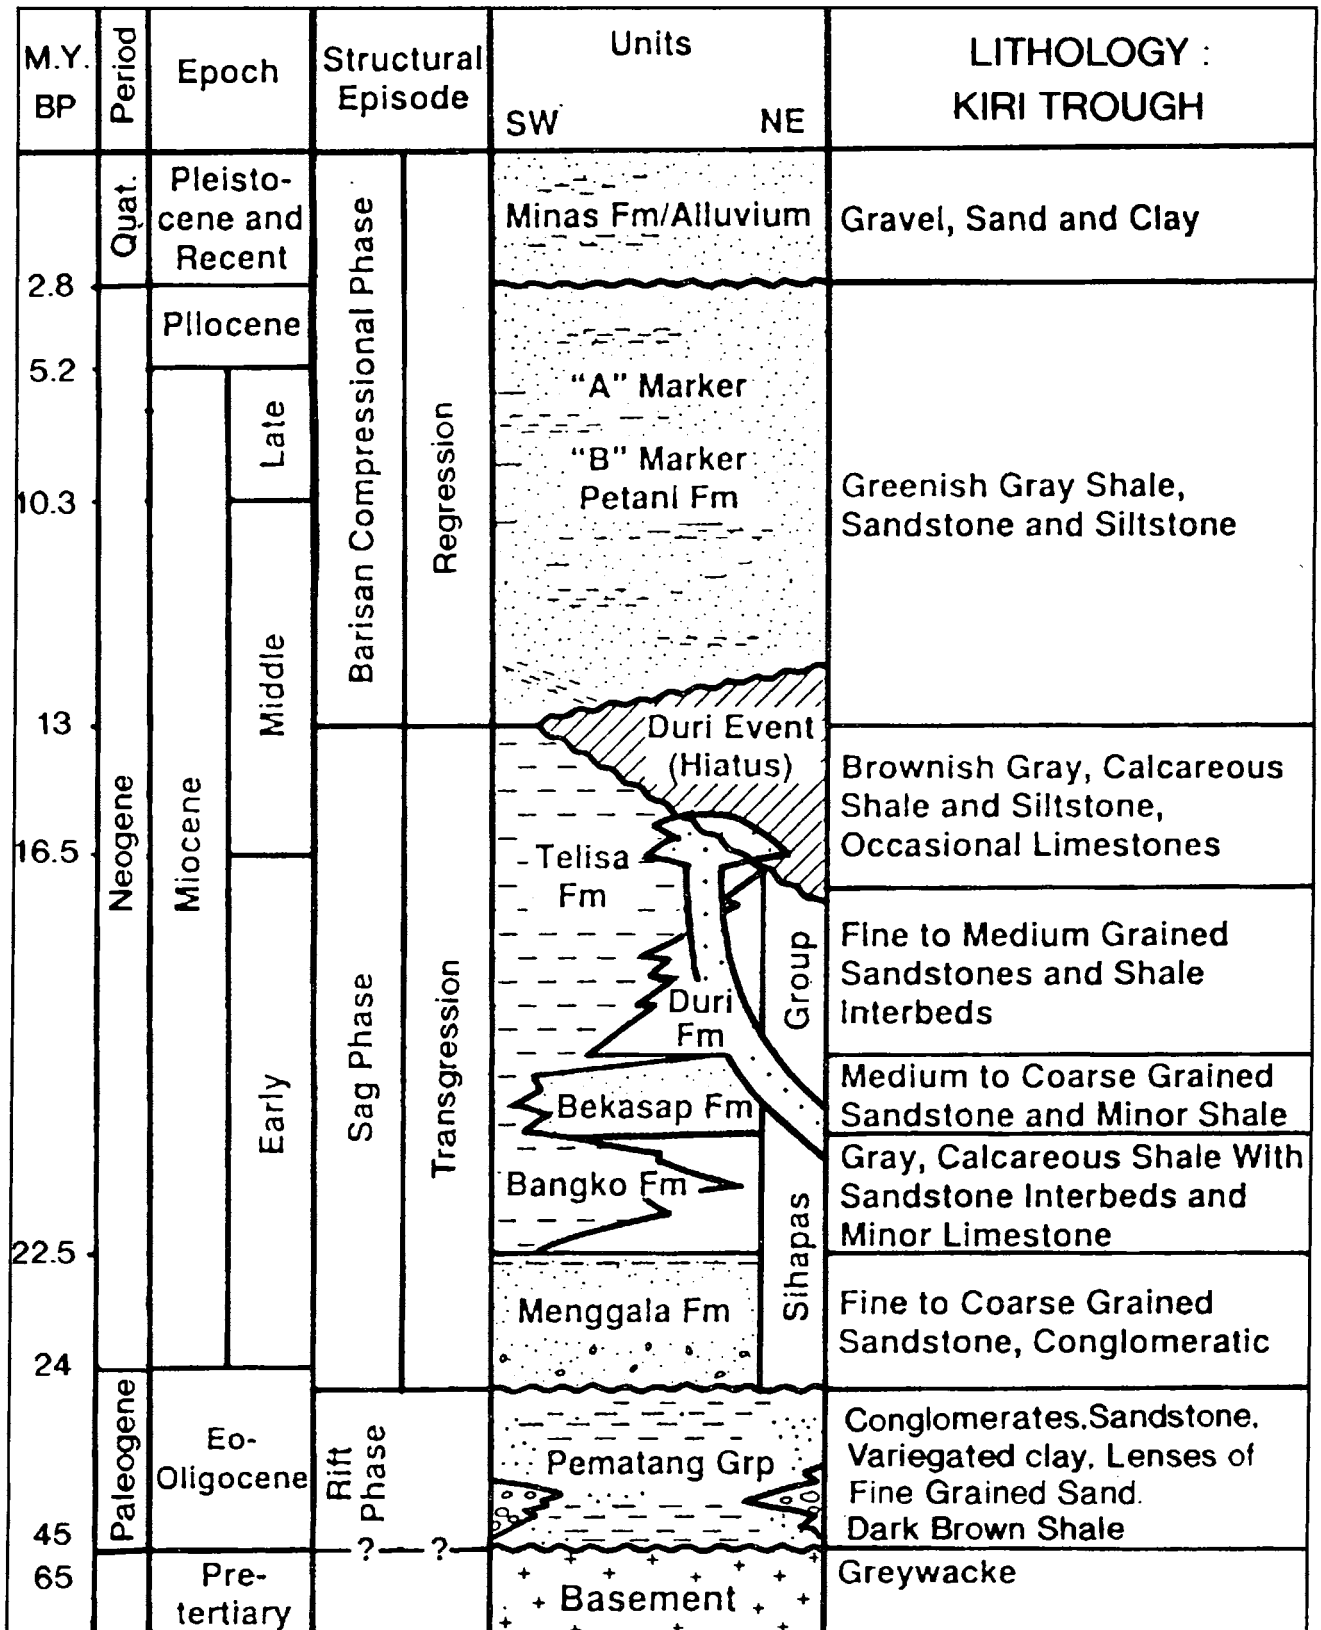 M.Y.
BP
Period
Epoch
Structural
Episode
Units
SW
NE
LITHOLOGY :
KIRI TROUGH
2.8
5.2
10.3
13
16.5
22.5
24
45
65
Quat.
Neogene
Paleogene
Pleisto-
cene and
Recent
Pliocene
Miocene
Late
Middle
Early
Eo-
Oligocene
Pre-
tertiary
Barisan Compressional Phase
Regression
Sag Phase
Transgression
Rift
Phase
?
?
Minas Fm/Alluvium
"A" Marker
"B" Marker
Petani Fm
Duri Event
(Hiatus)
Telisa
Fm
Duri
Fm
Group
Bekasap Fm
Bangko Fm
Sihapas
Menggala Fm
Pematang Grp
Basement
Gravel, Sand and Clay
Greenish Gray Shale,
Sandstone and Siltstone
Brownish Gray, Calcareous
Shale and Siltstone,
Occasional Limestones
Fine to Medium Grained
Sandstones and Shale
Interbeds
Medium to Coarse Grained
Sandstone and Minor Shale
Gray, Calcareous Shale With
Sandstone Interbeds and
Minor Limestone
Fine to Coarse Grained
Sandstone, Conglomeratic
Conglomerates,Sandstone,
Variegated clay, Lenses of
Fine Grained Sand.
Dark Brown Shale
Greywacke